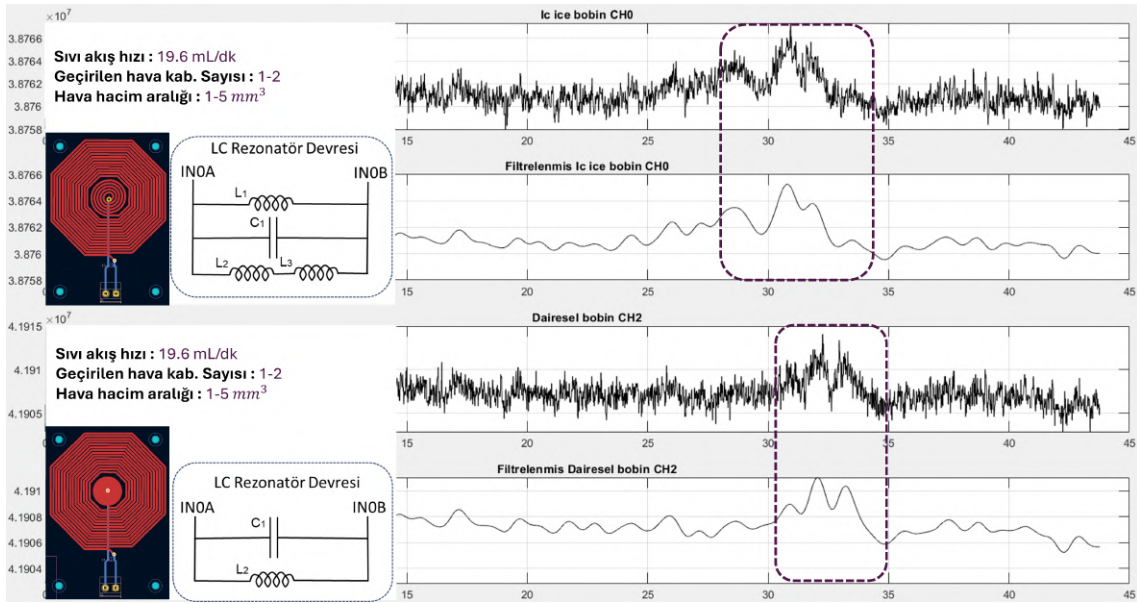 ×10⁷
Ic ice bobin CH0
3.8766
3.8764
3.8762
3.876
3.8758
Sıvı akış hızı : 19.6 mL/dk
Geçirilen hava kab. Sayısı : 1-2
Hava hacim aralığı : 1-5 mm³
0
15
20
25
30
35
40
45
LC Rezonatör Devresi
IN0A
IN0B
L₁
C₁
L₂
L₃
Filtrelenmis Ic ice bobin CH0
3.8766
3.8764
3.8762
3.876
3.8758
15
20
25
30
35
40
45
×10⁷
Dairesel bobin CH2
4.1915
4.191
4.1905
Sıvı akış hızı : 19.6 mL/dk
Geçirilen hava kab. Sayısı : 1-2
Hava hacim aralığı : 1-5 mm³
0
15
20
25
30
35
40
45
LC Rezonatör Devresi
IN0A
IN0B
C₁
L₂
Filtrelenmis Dairesel bobin CH2
4.191
4.1908
4.1906
4.1904
15
20
25
30
35
40
45